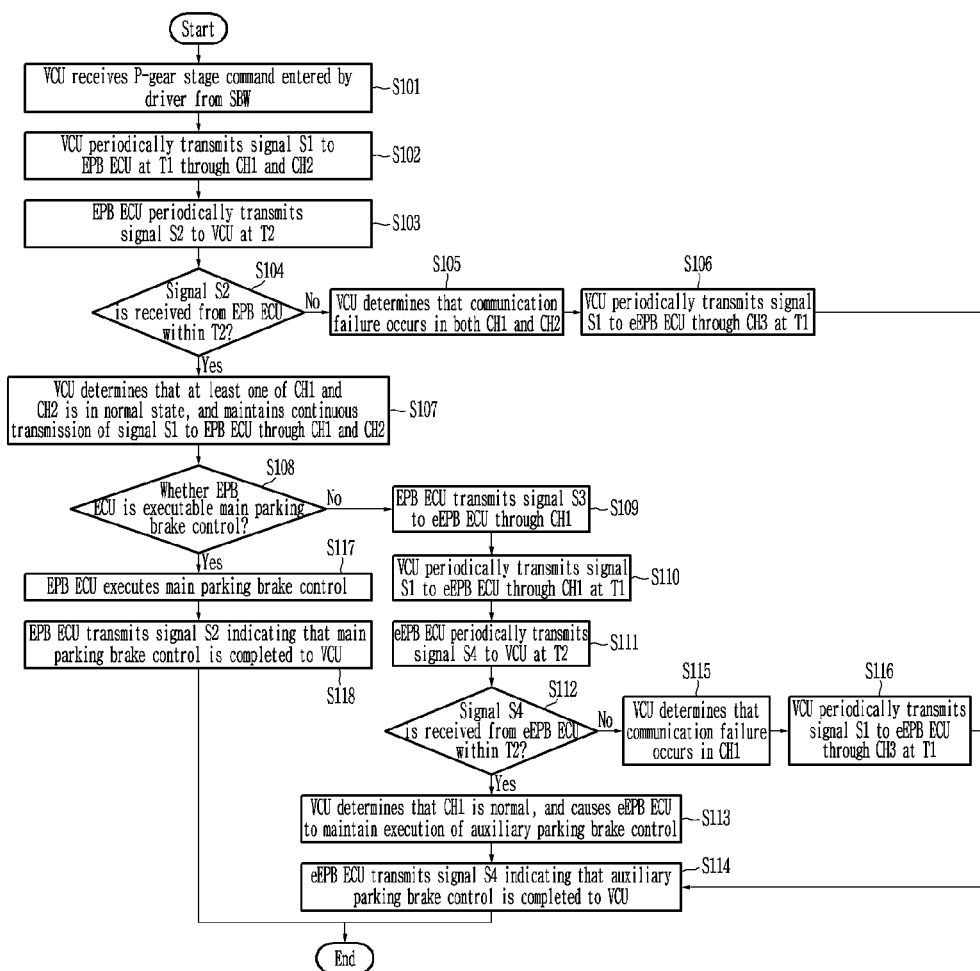 Start
VCU receives P-gear stage command entered by
driver from SBW
S101
VCU periodically transmits signal S1 to
EPB ECU at T1 through CH1 and CH2
S102
EPB ECU periodically transmits
signal S2 to VCU at T2
S103
S104
Signal S2
is received from EPB ECU
within T2?
No
Yes
S105
VCU determines that communication
failure occurs in both CH1 and CH2
S106
VCU periodically transmits signal
S1 to eEPB ECU through CH3 at T1
VCU determines that at least one of CH1 and
CH2 is in normal state, and maintains continuous
transmission of signal S1 to EPB ECU through CH1 and CH2
S107
S108
Whether EPB
ECU is executable main parking
brake control?
No
Yes
EPB ECU transmits signal S3
to eEPB ECU through CH1
S109
S117
EPB ECU executes main parking brake control
VCU periodically transmits signal
S1 to eEPB ECU through CH1 at T1
S110
EPB ECU transmits signal S2 indicating that main
parking brake control is completed to VCU
S118
eEPB ECU periodically transmits
signal S4 to VCU at T2
S111
S112
Signal S4
is received from eEPB ECU
within T2?
No
Yes
S115
VCU determines that
communication failure
occurs in CH1
S116
VCU periodically transmits
signal S1 to eEPB ECU
through CH3 at T1
VCU determines that CH1 is normal, and causes eEPB ECU
to maintain execution of auxiliary parking brake control
S113
eEPB ECU transmits signal S4 indicating that auxiliary
parking brake control is completed to VCU
S114
End